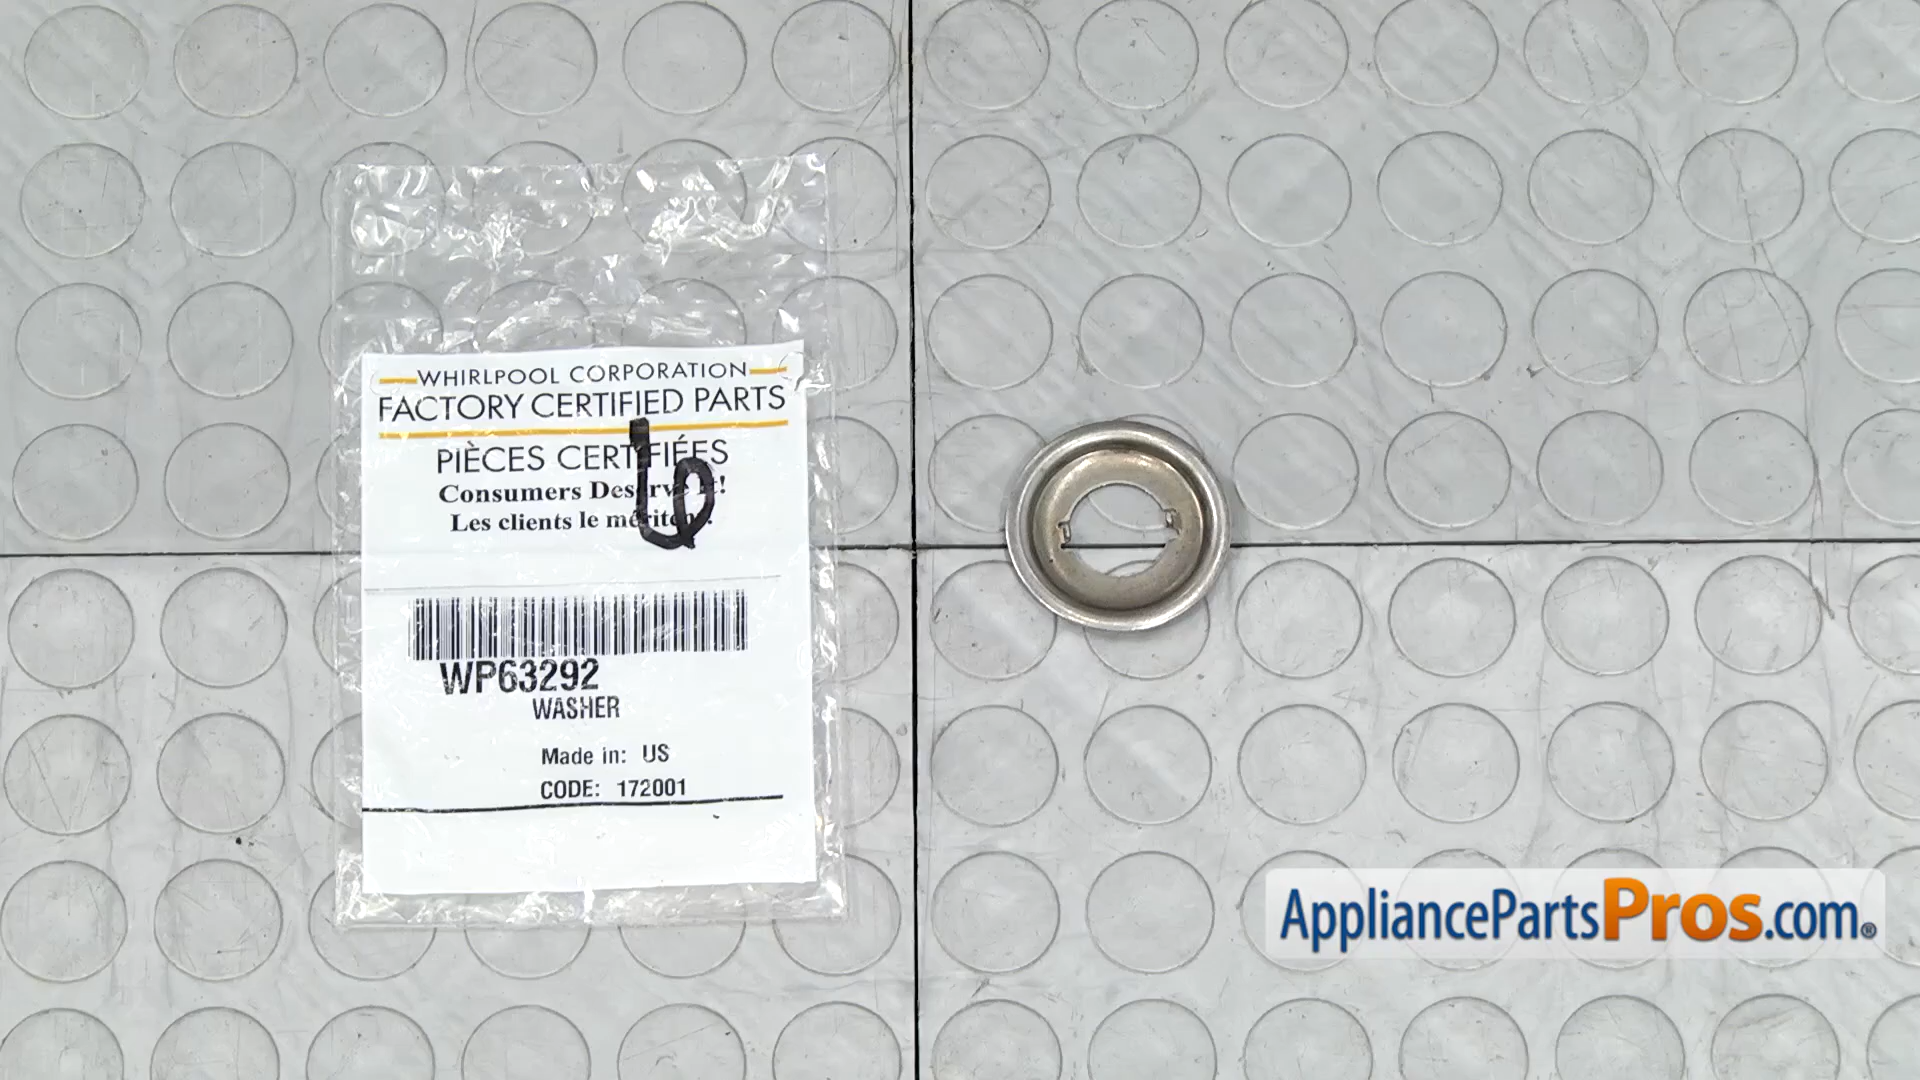 WHIRLPOOL CORPORATION
FACTORY CERTIFIED PARTS
PIÈCES CERTIFIÉES
Consumers Deserve It!
Les clients le méritent!
6
WP63292
WASHER
Made in: US
CODE: 172001
AppliancePartsPros.com®